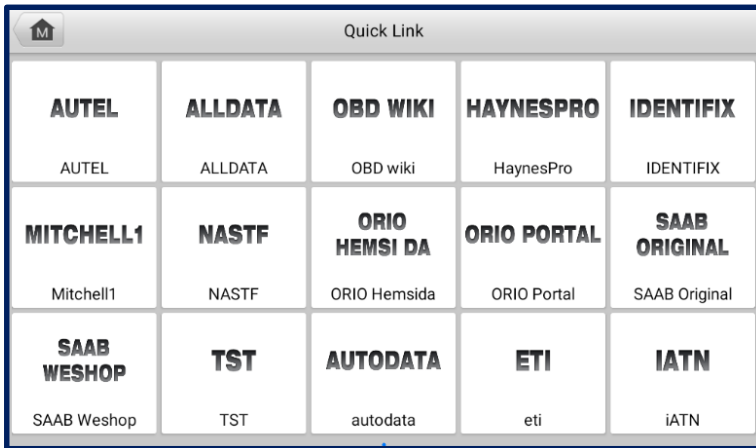 M
Quick Link
AUTEL
AUTEL
ALLDATA
ALLDATA
OBD WIKI
OBD wiki
HAYNESPRO
HaynesPro
IDENTIFIX
IDENTIFIX
MITCHELL1
Mitchell1
NASTF
NASTF
ORIO
HEMSI DA
ORIO Hemsida
ORIO PORTAL
ORIO Portal
SAAB
ORIGINAL
SAAB Original
SAAB
WESHOP
SAAB Weshop
TST
TST
AUTODATA
autodata
ETI
eti
IATN
iATN